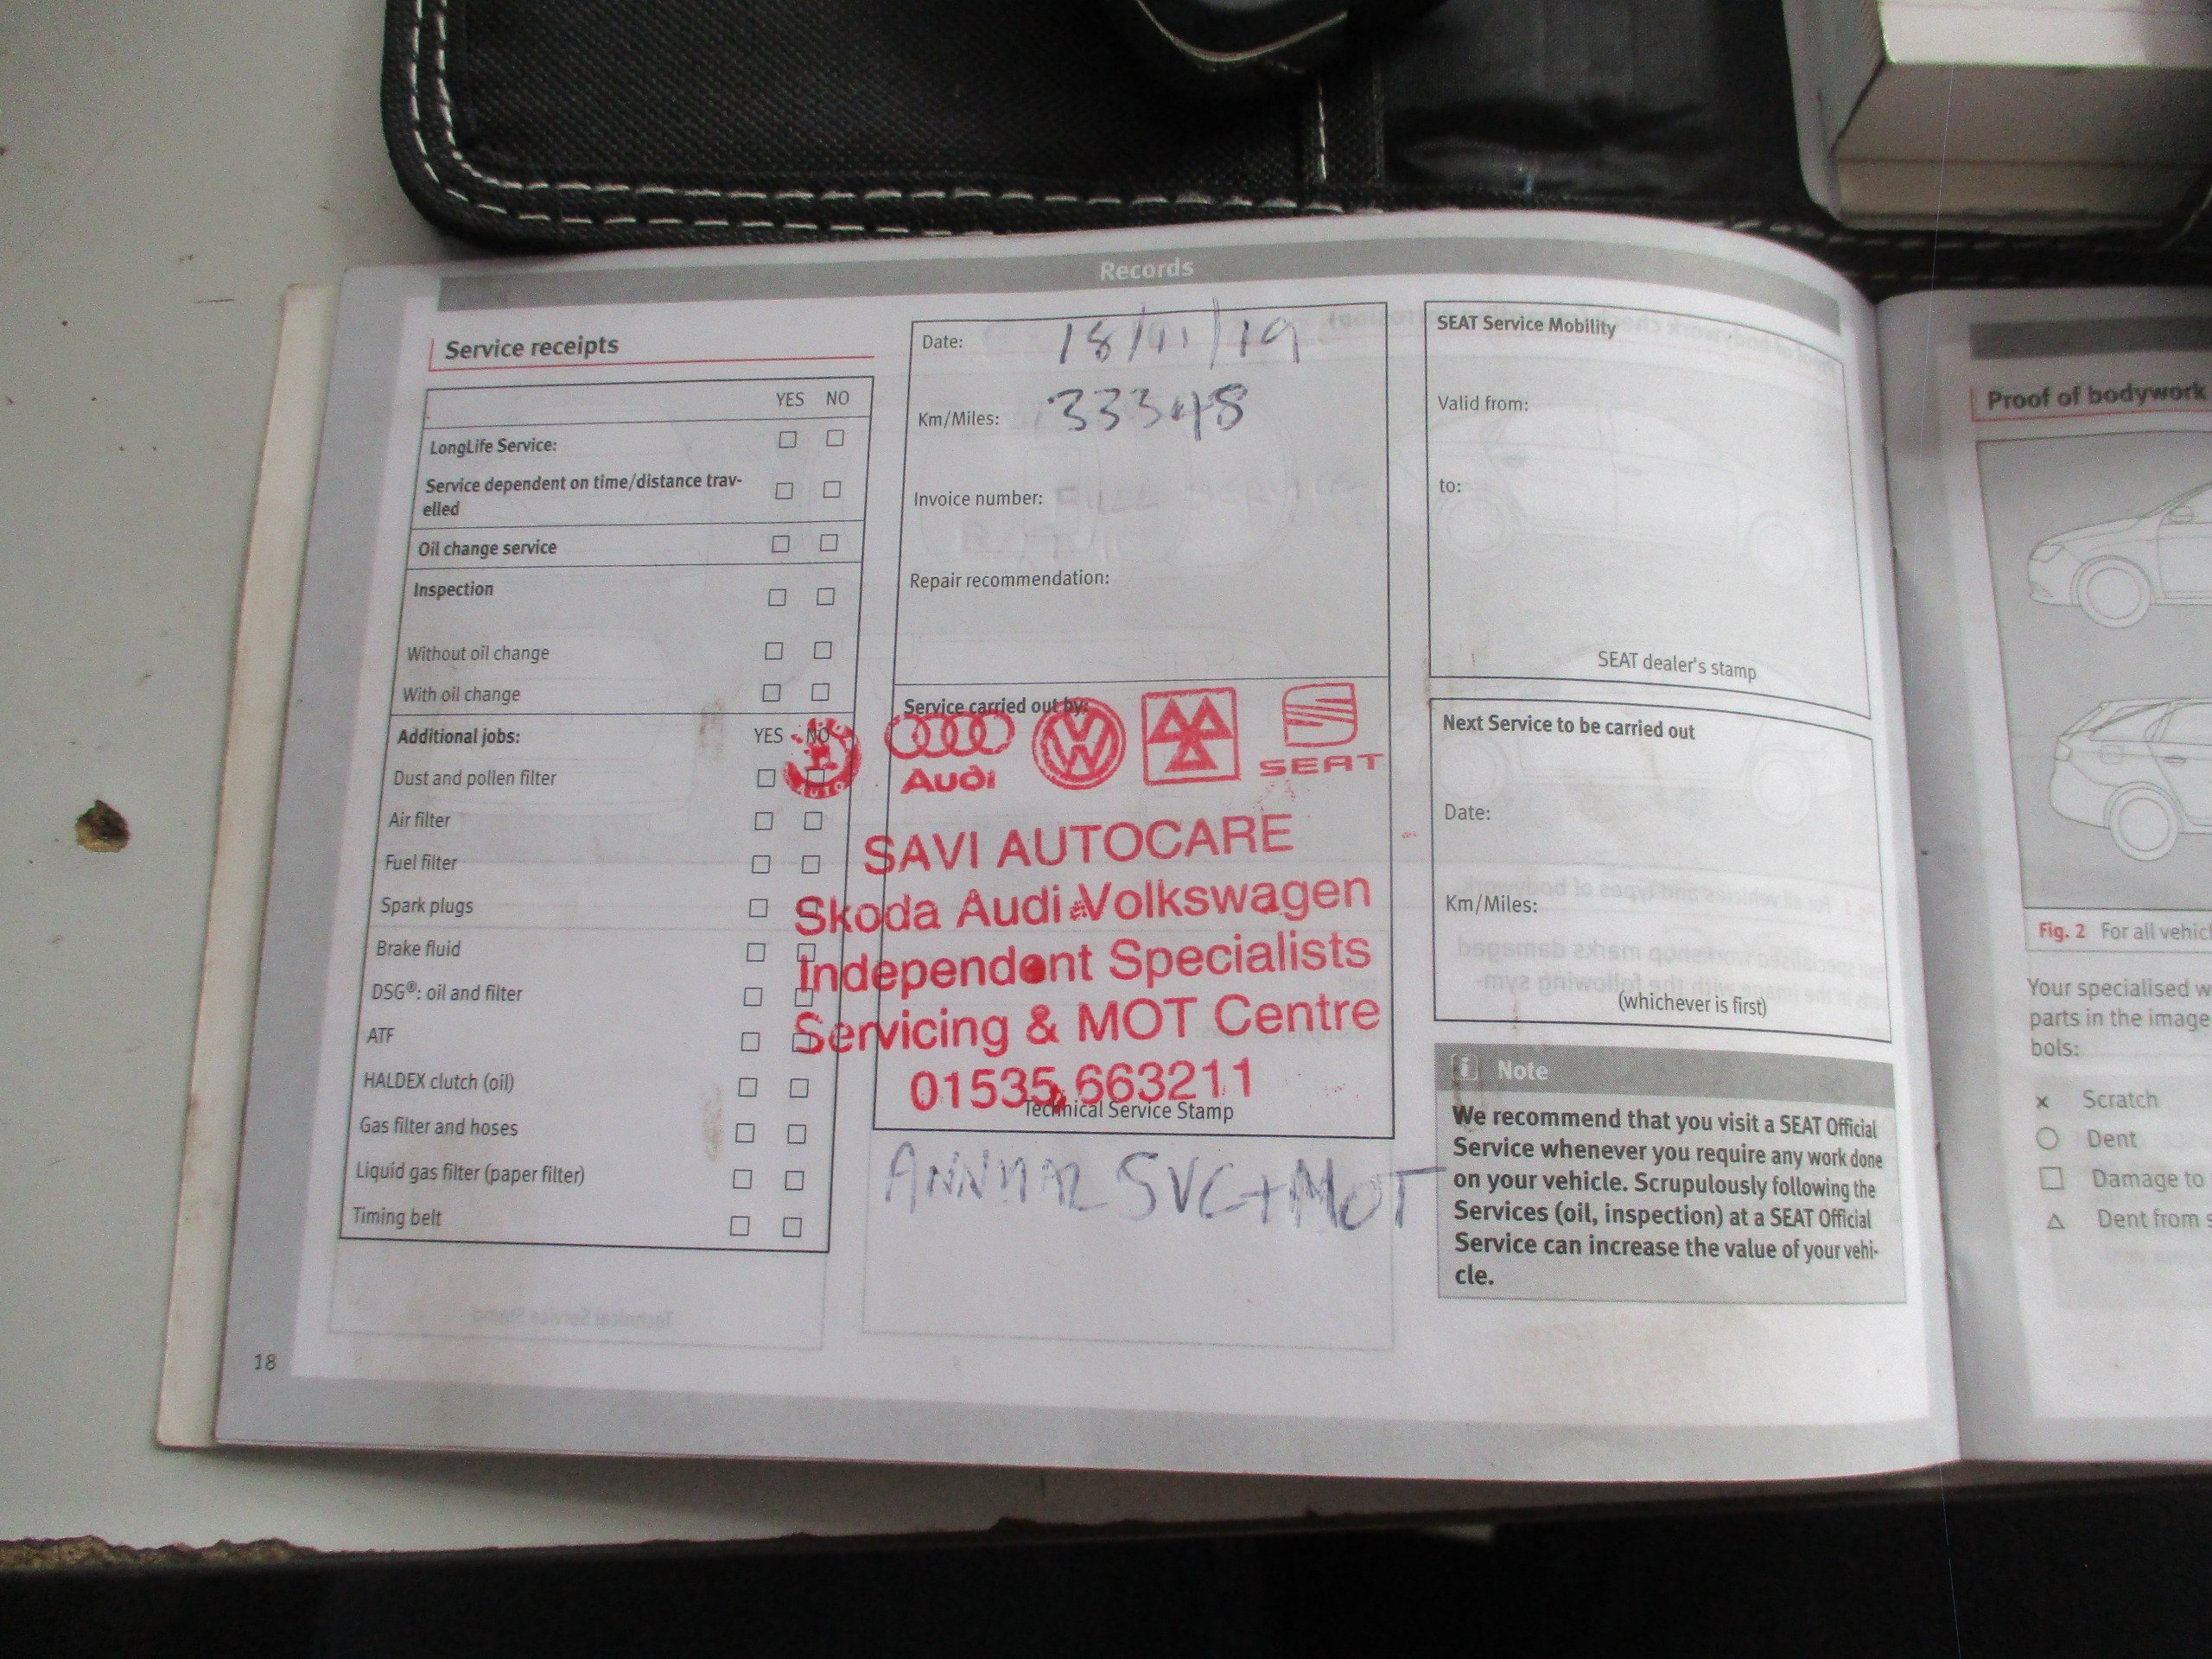 Records
Service receipts
YES NO
LongLife Service:
Service dependent on time/distance trav-
elled
Oil change service
Inspection
Without oil change
With oil change
Additional jobs: YES NO
Dust and pollen filter
Air filter
Fuel filter
Spark plugs
Brake fluid
DSG®: oil and filter
ATF
HALDEX clutch (oil)
Gas filter and hoses
Liquid gas filter (paper filter)
Timing belt
18
Date: 18/11/19
Km/Miles: 33348
Invoice number:
Repair recommendation:
Service carried out by:
AUTO
Audi
VW
SEAT
SAVI AUTOCARE
Skoda Audi Volkswagen
Independent Specialists
Servicing & MOT Centre
01535 663211
Technical Service Stamp
ANNUAL SVC + MOT
SEAT Service Mobility
Valid from:
to:
SEAT dealer's stamp
Next Service to be carried out
Date:
Km/Miles:
(whichever is first)
i Note
We recommend that you visit a SEAT Official
Service whenever you require any work done
on your vehicle. Scrupulously following the
Services (oil, inspection) at a SEAT Official
Service can increase the value of your vehi-
cle.
Proof of bodywork
Fig. 2 For all
Your specialised
parts in the image
bols:
x Scratch
Dent
Damage to
Dent from